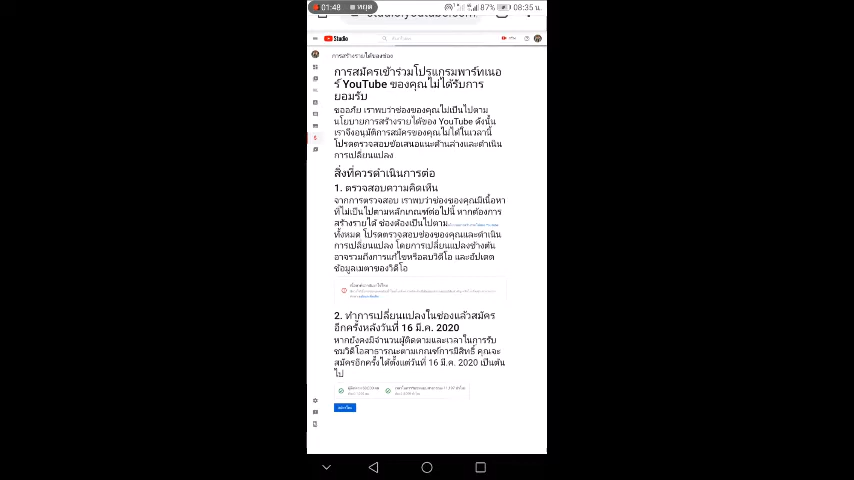 01:48 หยุด 87% 08:35 น.
studio.youtube.com
Studio
การสร้างรายได้ของช่อง
การสมัครเข้าร่วมโปรแกรมพาร์ทเนอ
ร์ YouTube ของคุณไม่ได้รับการ
ยอมรับ
ขออภัย เราพบว่าช่องของคุณไม่เป็นไปตาม
นโยบายการสร้างรายได้ของ YouTube ดังนั้น
เราจึงอนุมัติการสมัครของคุณไม่ได้ในเวลานี้
โปรดตรวจสอบข้อเสนอแนะด้านล่างและดำเนิน
การเปลี่ยนแปลง
สิ่งที่ควรดำเนินการต่อ
1. ตรวจสอบความคิดเห็น
จากการตรวจสอบ เราพบว่าช่องของคุณมีเนื้อหา
ที่ไม่เป็นไปตามหลักเกณฑ์ต่อไปนี้ หากต้องการ
สร้างรายได้ ช่องต้องเป็นไปตาม
ทั้งหมด โปรดตรวจสอบช่องของคุณและดำเนิน
การเปลี่ยนแปลง โดยการเปลี่ยนแปลงข้างต้น
อาจรวมถึงการแก้ไขหรือลบวิดีโอ และอัปเดต
ข้อมูลเมตาของวิดีโอ
2. ทำการเปลี่ยนแปลงในช่องแล้วสมัคร
อีกครั้งหลังวันที่ 16 มี.ค. 2020
หากยังคงมีจำนวนผู้ติดตามและเวลาในการรับ
ชมวิดีโอสาธารณะตามเกณฑ์การมีสิทธิ์ คุณจะ
สมัครอีกครั้งได้ตั้งแต่วันที่ 16 มี.ค. 2020 เป็นต้น
ไป